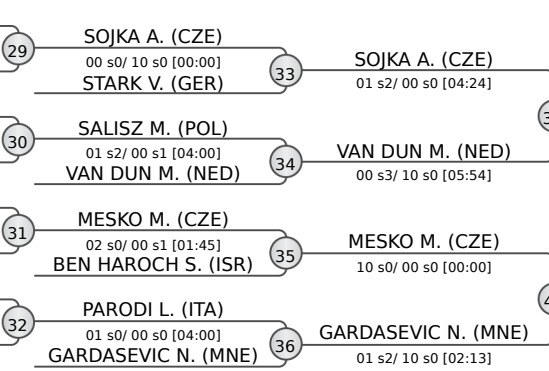 29
SOJKA A. (CZE)
00 s0/ 10 s0 [00:00]
STARK V. (GER)
33
SOJKA A. (CZE)
01 s2/ 00 s0 [04:24]
30
SALISZ M. (POL)
01 s2/ 00 s1 [04:00]
VAN DUN M. (NED)
34
VAN DUN M. (NED)
00 s3/ 10 s0 [05:54]
31
MESKO M. (CZE)
02 s0/ 00 s1 [01:45]
BEN HAROCH S. (ISR)
35
MESKO M. (CZE)
10 s0/ 00 s0 [00:00]
32
PARODI L. (ITA)
01 s0/ 00 s0 [04:00]
GARDASEVIC N. (MNE)
36
GARDASEVIC N. (MNE)
01 s2/ 10 s0 [02:13]